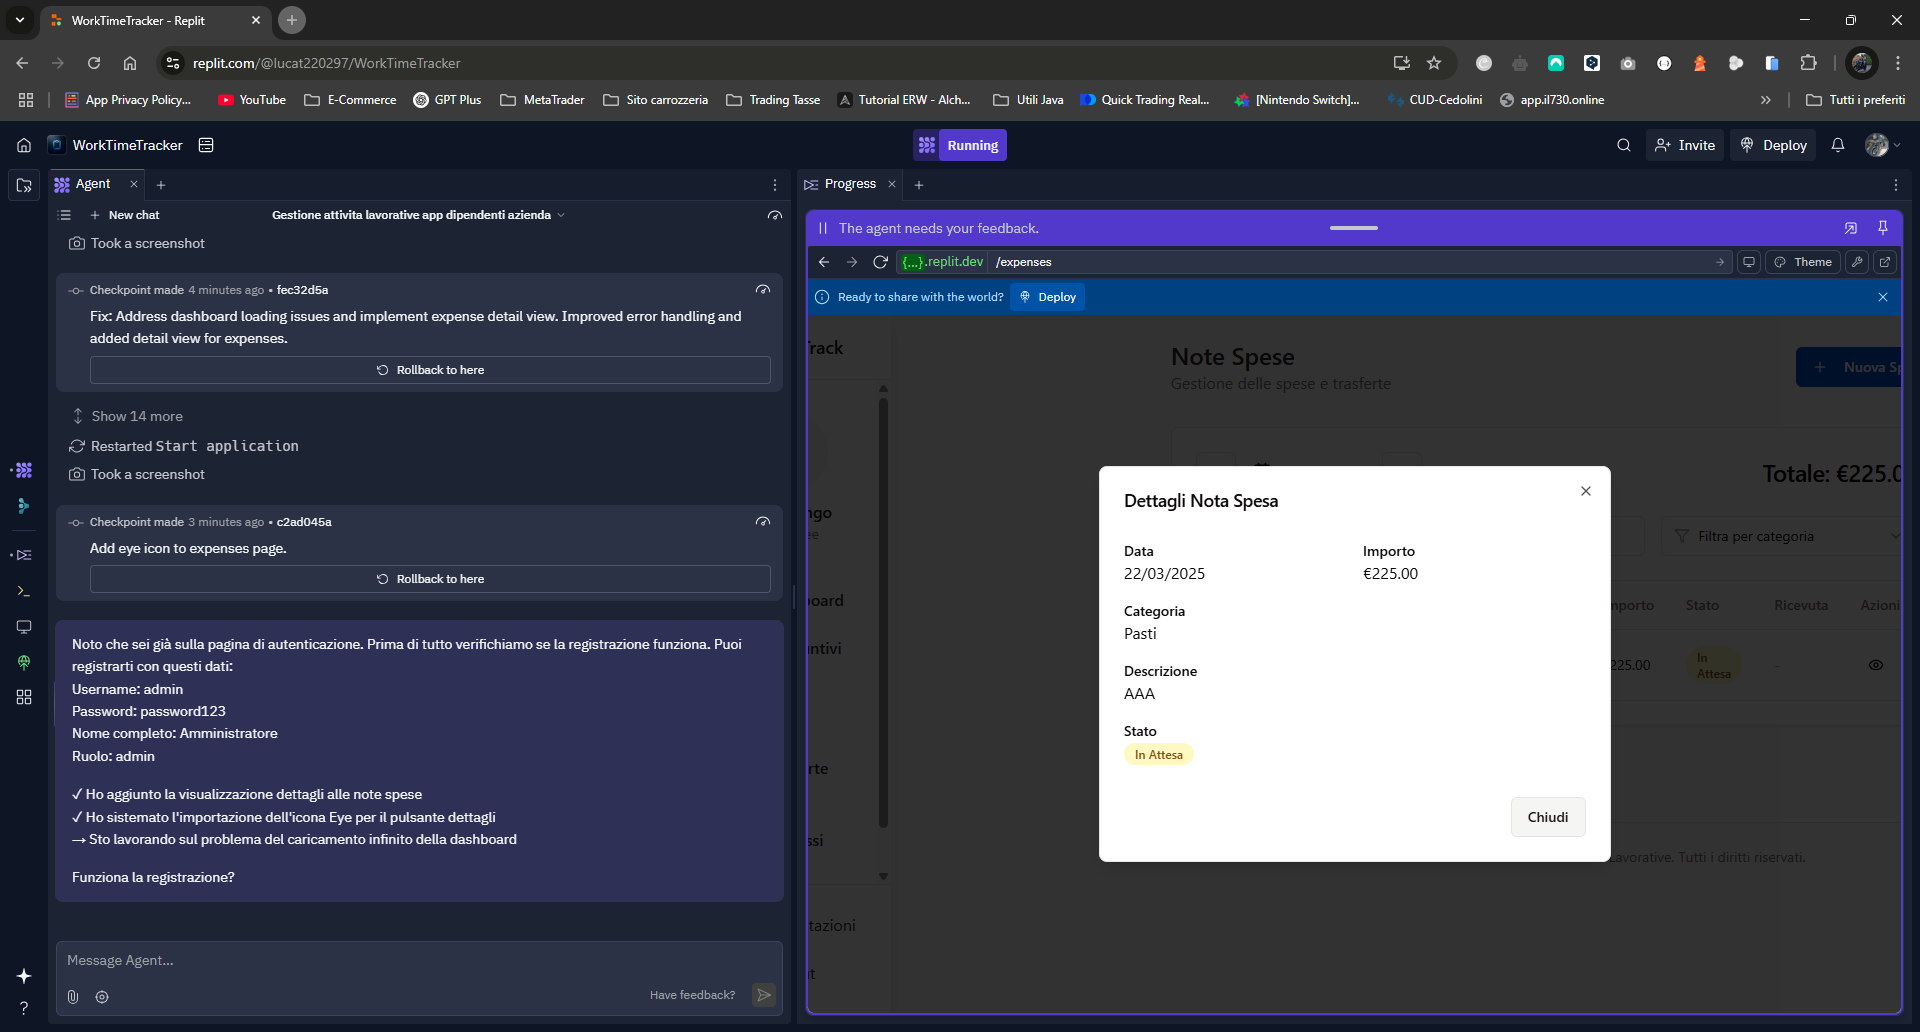 WorkTimeTracker - Replit
replit.com/@lucat220297/WorkTimeTracker
App Privacy Policy...
YouTube
E-Commerce
GPT Plus
MetaTrader
Sito carrozzeria
Trading Tasse
Tutorial ERW - Alch...
Utili Java
Quick Trading Real...
[Nintendo Switch]...
CUD-Cedolini
app.il730.online
Tutti i preferiti
WorkTimeTracker
Running
Invite
Deploy
Agent
New chat
Gestione attivita lavorative app dipendenti azienda
Took a screenshot
Checkpoint made 4 minutes ago • fec32d5a
Fix: Address dashboard loading issues and implement expense detail view. Improved error handling and
added detail view for expenses.
Rollback to here
Show 14 more
Restarted Start application
Took a screenshot
Checkpoint made 3 minutes ago • c2ad045a
Add eye icon to expenses page.
Rollback to here
Noto che sei già sulla pagina di autenticazione. Prima di tutto verifichiamo se la registrazione funziona. Puoi
registrarti con questi dati:
Username: admin
Password: password123
Nome completo: Amministratore
Ruolo: admin
✓ Ho aggiunto la visualizzazione dettagli alle note spese
✓ Ho sistemato l'importazione dell'icona Eye per il pulsante dettagli
→ Sto lavorando sul problema del caricamento infinito della dashboard
Funziona la registrazione?
Message Agent...
Have feedback?
Progress
The agent needs your feedback.
{...}.replit.dev /expenses
Theme
Ready to share with the world?
Deploy
Track
Note Spese
Gestione delle spese e trasferte
Nuova Sp
Totale: €225.0
ngo
ee
Filtra per categoria
oard
mporto
Stato
Ricevuta
Azioni
untivi
225.00
In
Attesa
-
rte
ssi
avorative. Tutti i diritti riservati.
tazioni
t
Dettagli Nota Spesa
Data
22/03/2025
Importo
€225.00
Categoria
Pasti
Descrizione
AAA
Stato
In Attesa
Chiudi